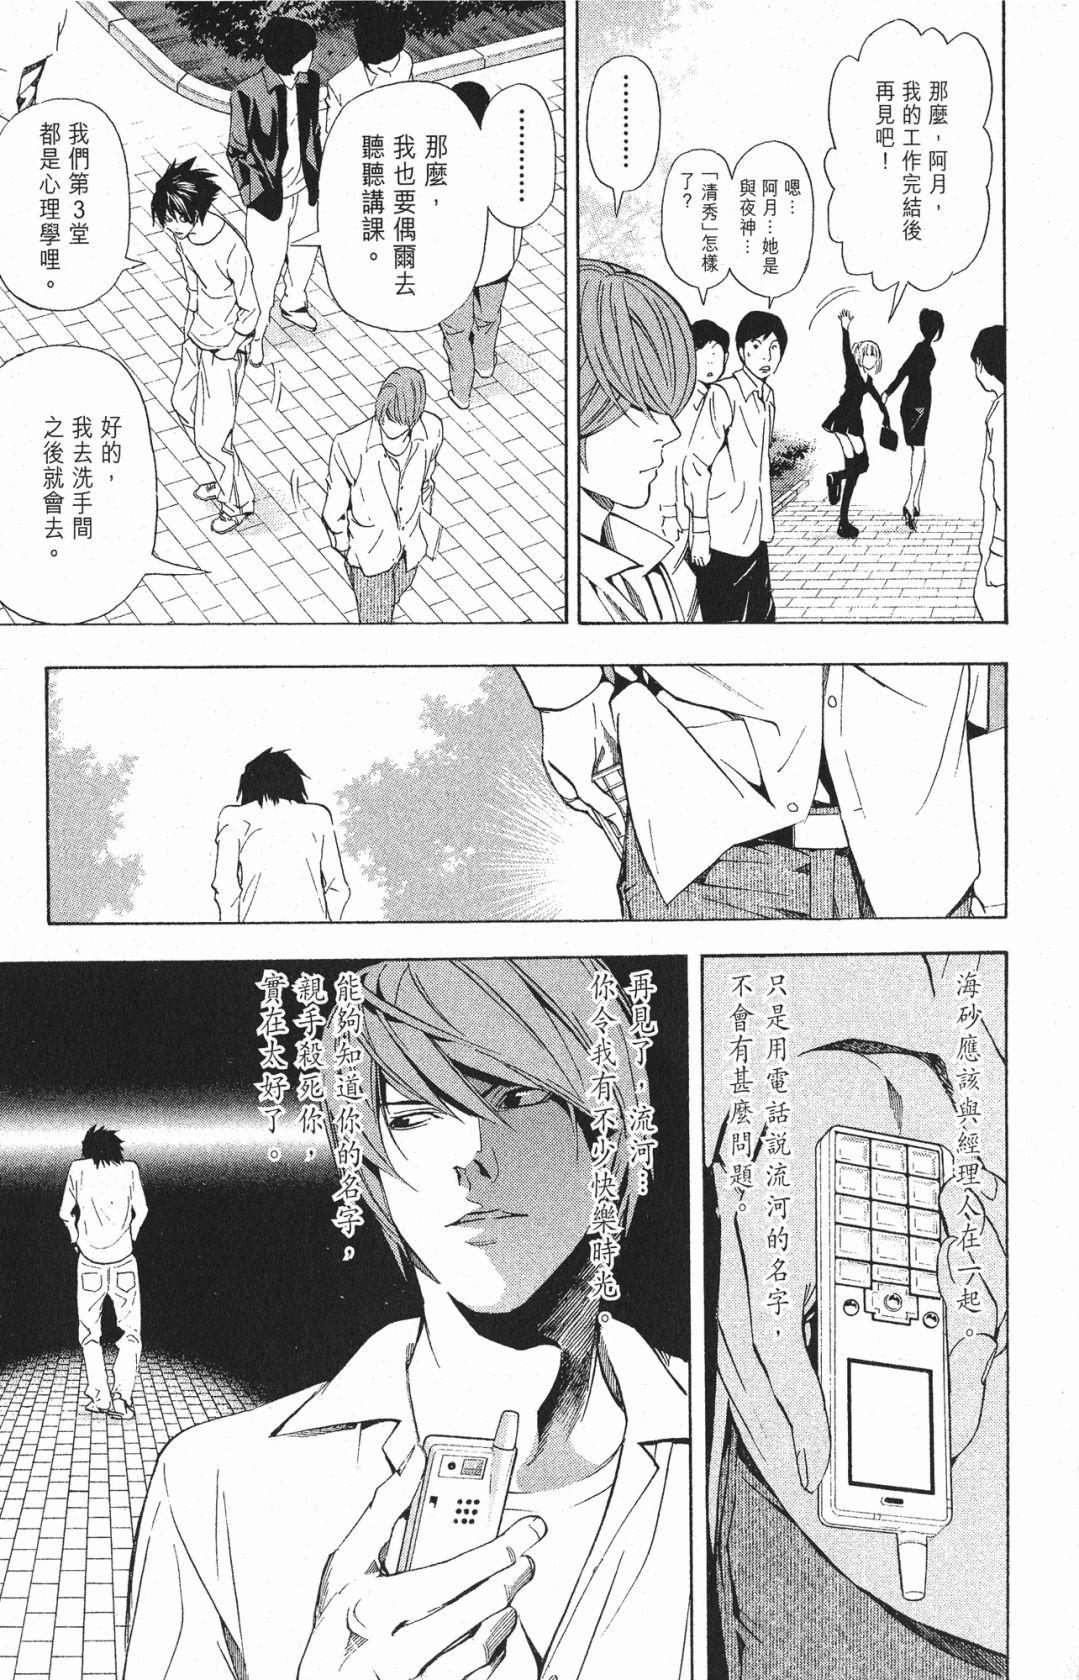 那麼，阿月，
我的工作完結後
再見吧！
嗯…
阿月…她是
與夜神…
「清秀」怎樣
了？
…………
…………
那麼，
我也要偶爾去
聽聽講課。
我們第3堂
都是心理學哩。
好的，
我去洗手間
之後就會去。
海砂應該與經理人在一起。
只是用電話說流河的名字，
不會有甚麼問題。
再見了，流河…
你令我有不少快樂時光。
能夠知道你的名字，
親手殺死你，
實在太好了。